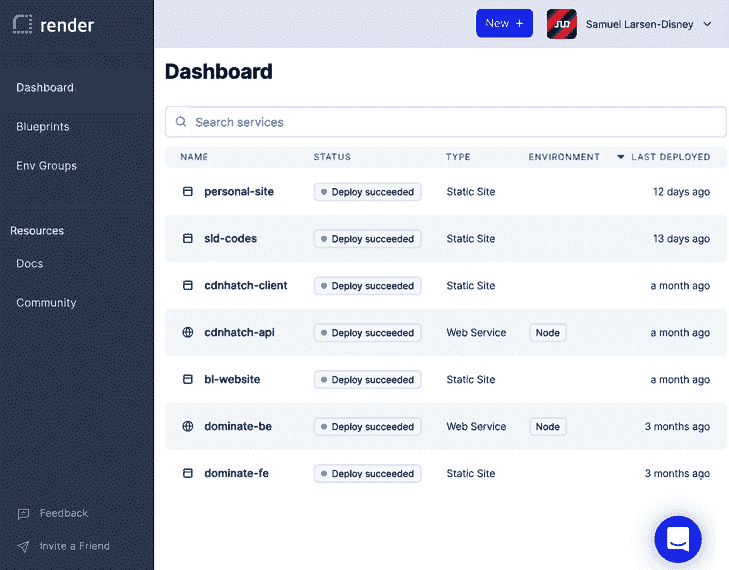 render
New +
Samuel Larsen-Disney
Dashboard
Blueprints
Env Groups
Resources
Docs
Community
Feedback
Invite a Friend
Dashboard
Search services
NAME STATUS TYPE ENVIRONMENT LAST DEPLOYED
personal-site Deploy succeeded Static Site 12 days ago
sld-codes Deploy succeeded Static Site 13 days ago
cdnhatch-client Deploy succeeded Static Site a month ago
cdnhatch-api Deploy succeeded Web Service Node a month ago
bl-website Deploy succeeded Static Site a month ago
dominate-be Deploy succeeded Web Service Node 3 months ago
dominate-fe Deploy succeeded Static Site 3 months ago